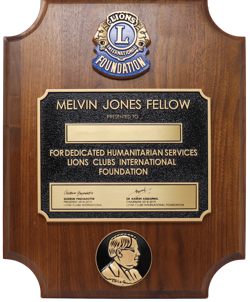 LIONS
L
INTERNATIONAL
FOUNDATION
MELVIN JONES FELLOW
PRESENTED TO
FOR DEDICATED HUMANITARIAN SERVICES
LIONS CLUBS INTERNATIONAL
FOUNDATION